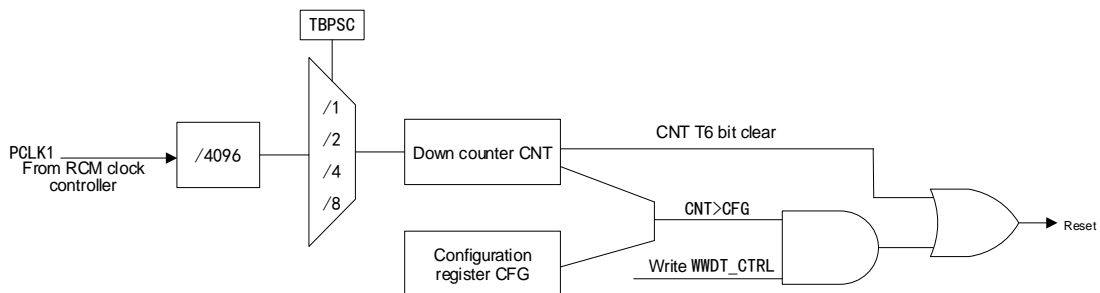 TBPSC
/1
/2
/4
/8
PCLK1
From RCM clock
controller
/4096
Down counter CNT
CNT T6 bit clear
CNT>CFG
Configuration
register CFG
Write WWDT_CTRL
Reset